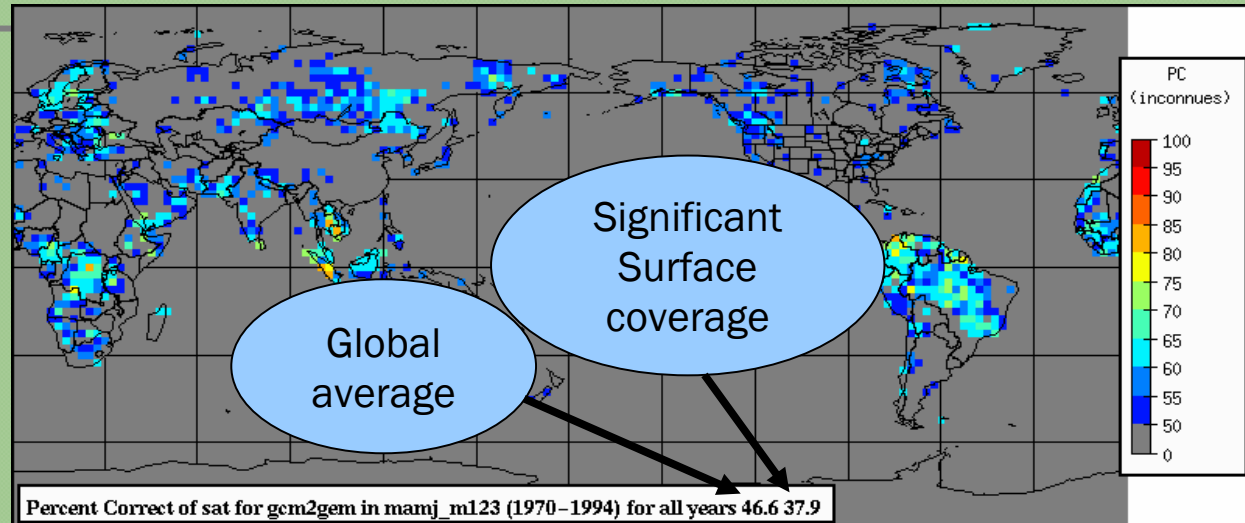 PC
(inconnues)
100
95
90
85
80
75
70
65
60
55
50
0
Significant
Surface
coverage
Global
average
Percent Correct of sat for gcm2gem in mamj_m123 (1970–1994) for all years 46.6 37.9